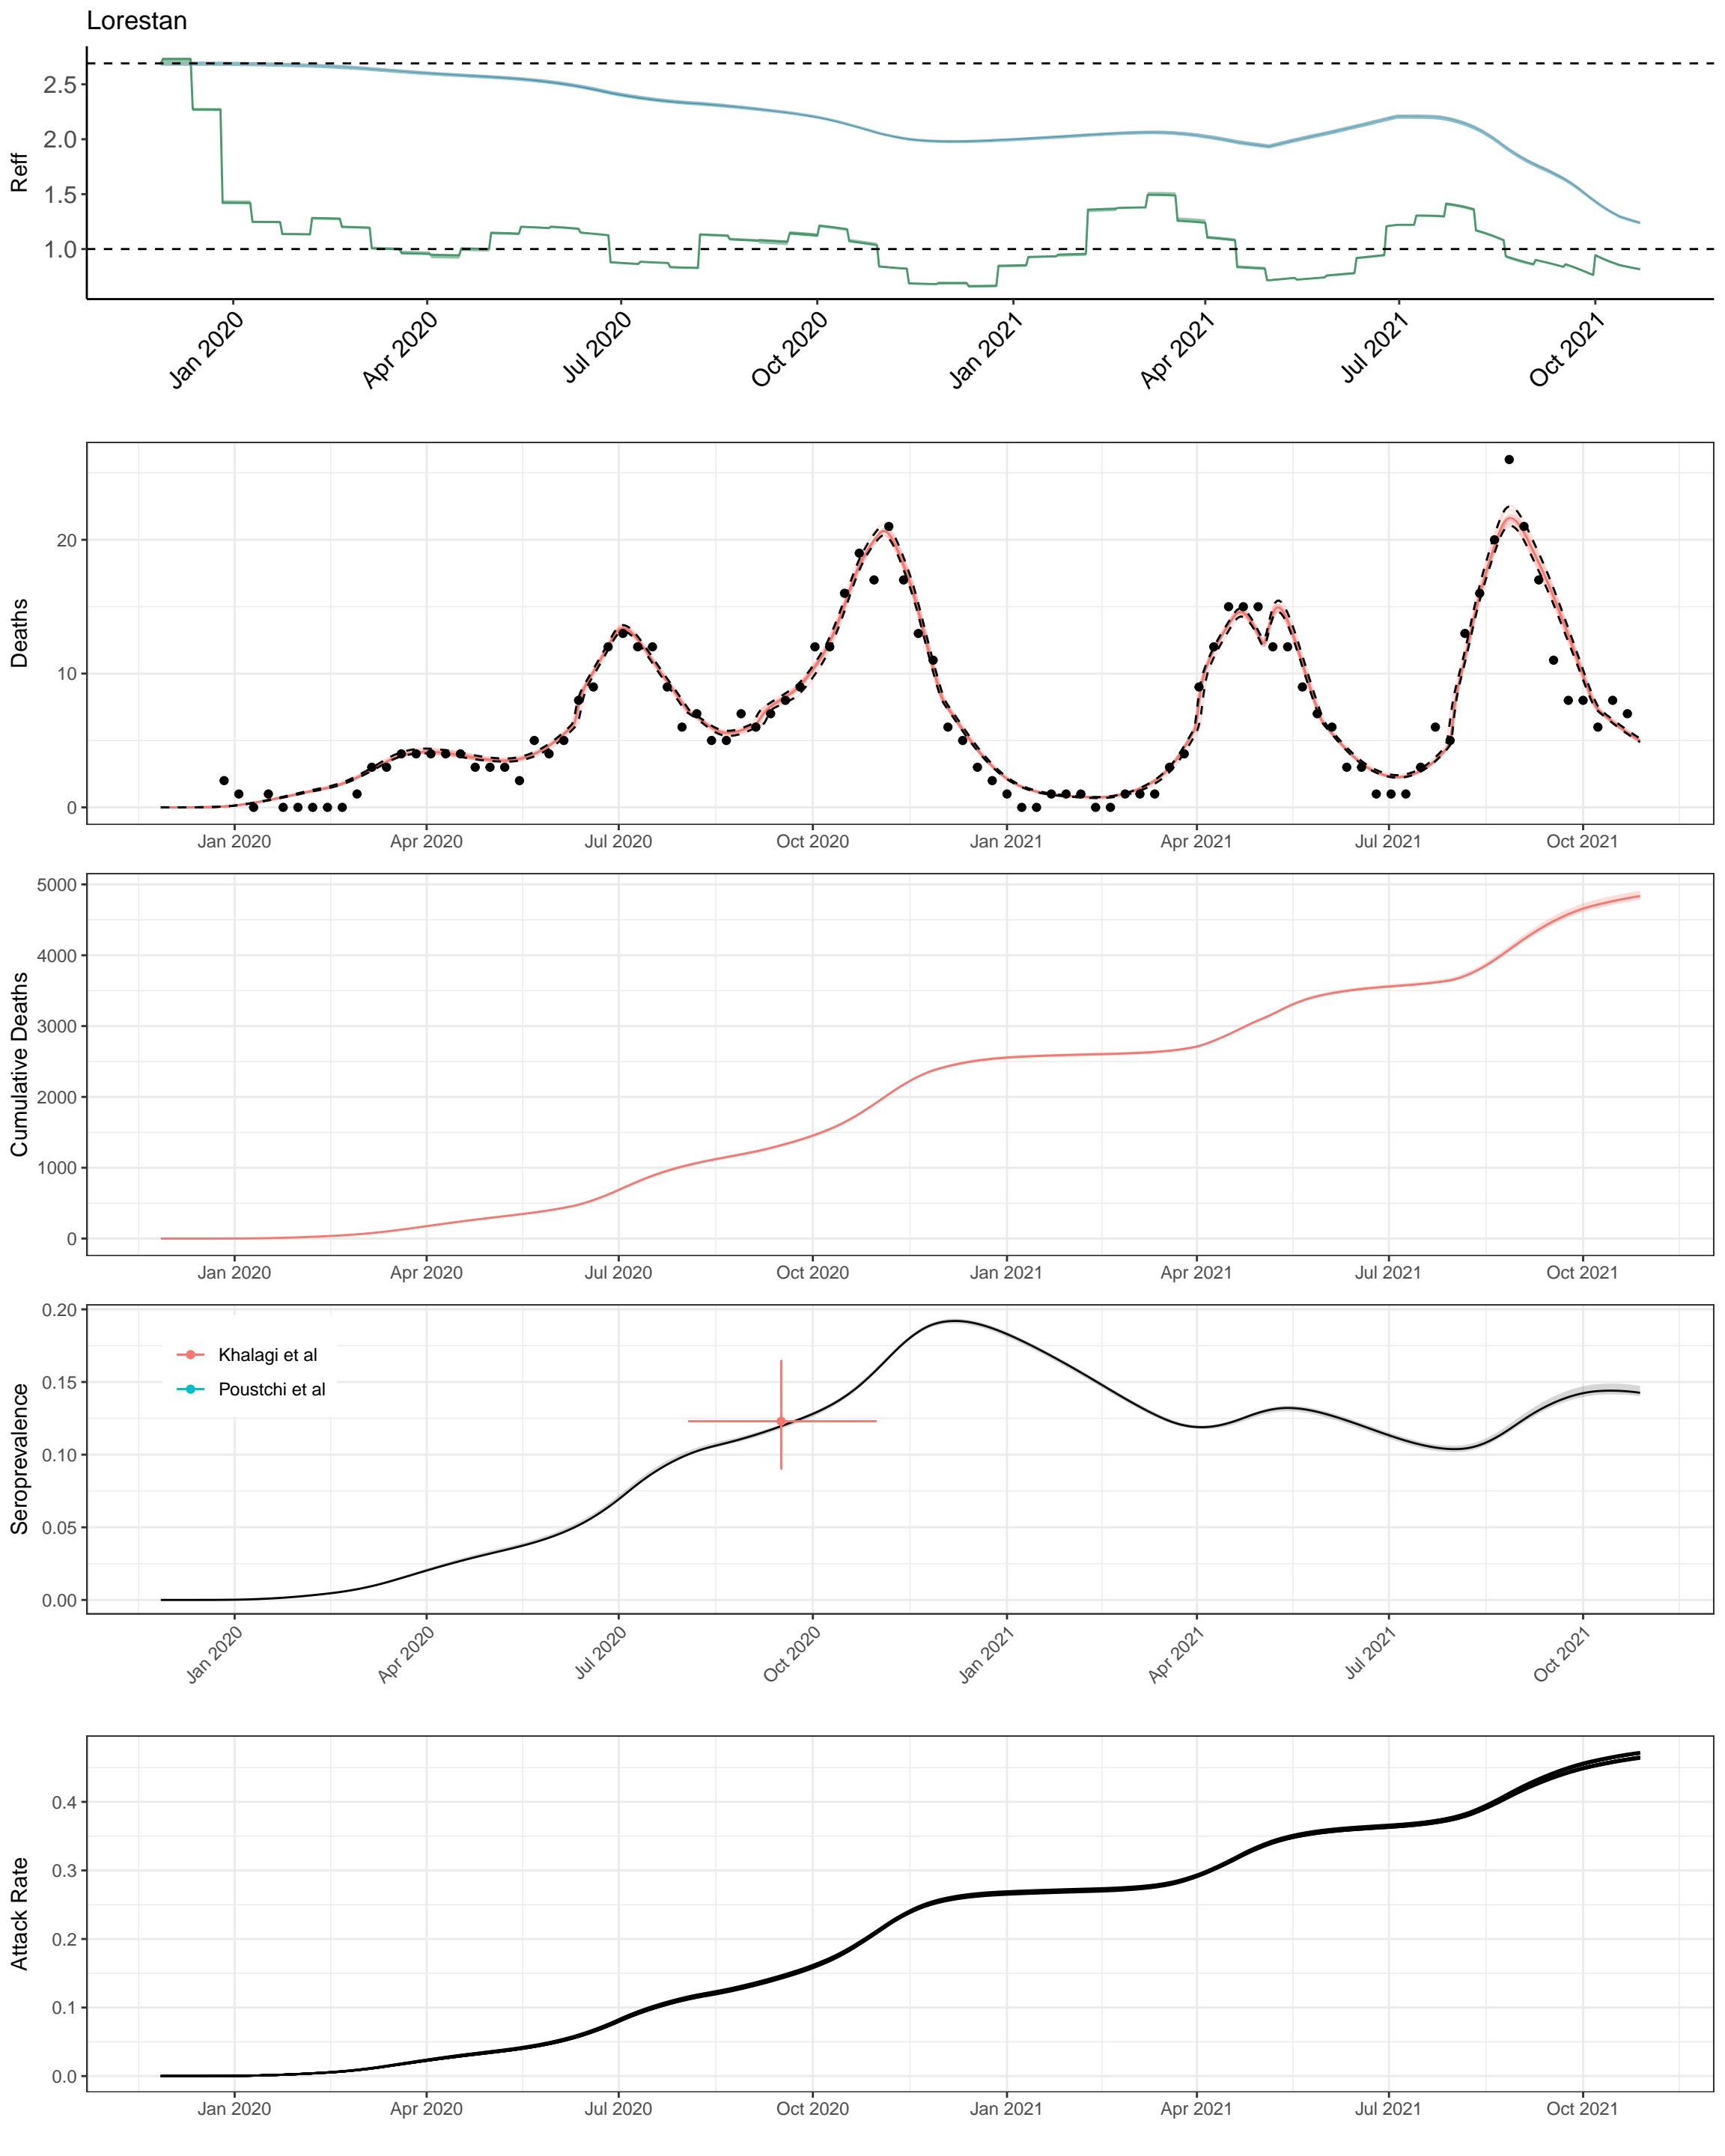 Lorestan
Reff
2.5
2.0
1.5
1.0
Jan 2020 Apr 2020 Jul 2020 Oct 2020 Jan 2021 Apr 2021 Jul 2021 Oct 2021
Deaths
20
10
0
Jan 2020 Apr 2020 Jul 2020 Oct 2020 Jan 2021 Apr 2021 Jul 2021 Oct 2021
Cumulative Deaths
5000
4000
3000
2000
1000
0
Jan 2020 Apr 2020 Jul 2020 Oct 2020 Jan 2021 Apr 2021 Jul 2021 Oct 2021
Seroprevalence
0.20
0.15
0.10
0.05
0.00
Khalagi et al
Poustchi et al
Jan 2020 Apr 2020 Jul 2020 Oct 2020 Jan 2021 Apr 2021 Jul 2021 Oct 2021
Attack Rate
0.4
0.3
0.2
0.1
0.0
Jan 2020 Apr 2020 Jul 2020 Oct 2020 Jan 2021 Apr 2021 Jul 2021 Oct 2021